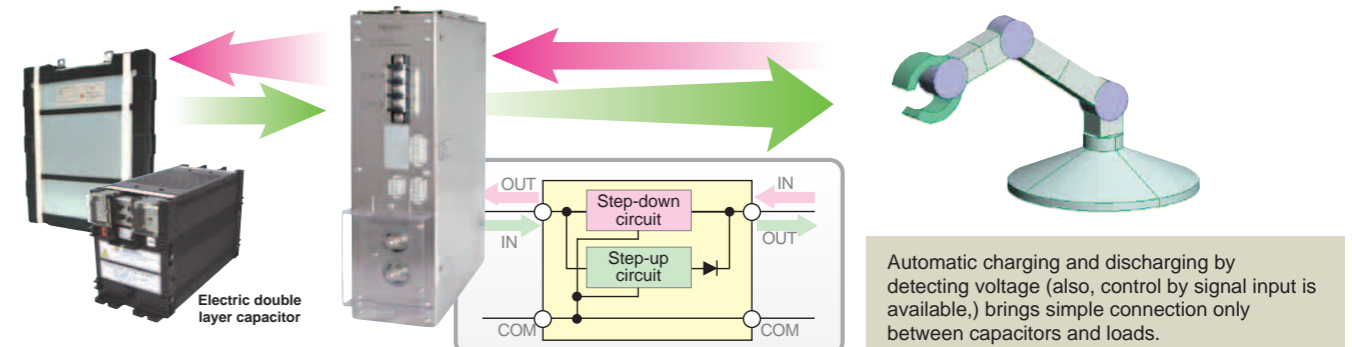 Electric double
layer capacitor
OUT
IN
Step-down
circuit
Step-up
circuit
IN
OUT
COM
COM
Automatic charging and discharging by
detecting voltage (also, control by signal input is
available,) brings simple connection only
between capacitors and loads.